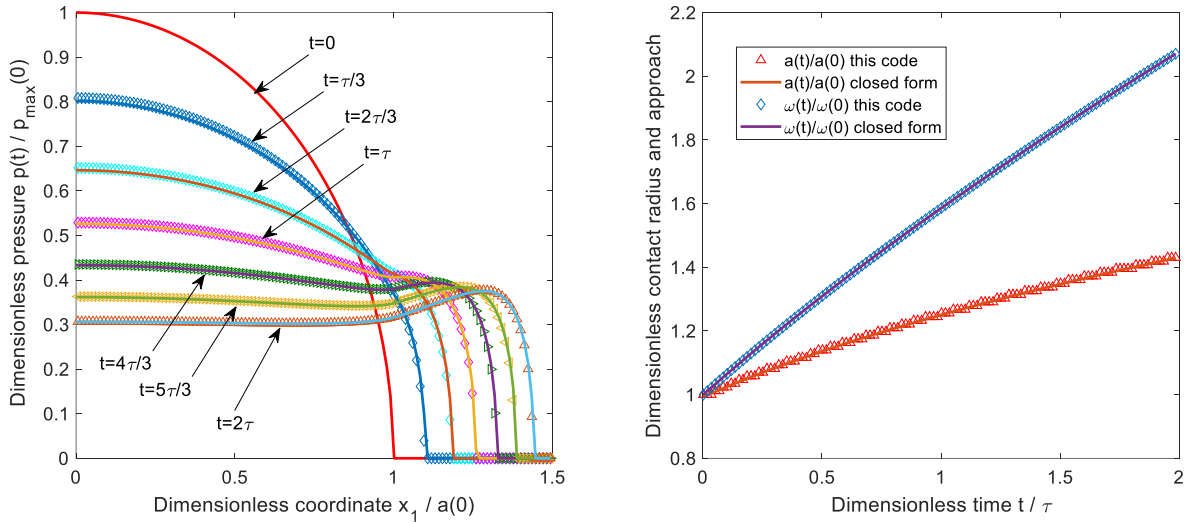 Dimensionless pressure p(t) / p_max(0)
1
0.9
0.8
0.7
0.6
0.5
0.4
0.3
0.2
0.1
0
t=0
t=τ/3
t=2τ/3
t=τ
t=4τ/3
t=5τ/3
t=2τ
0
0.5
1
1.5
Dimensionless coordinate x_1 / a(0)
Dimensionless contact radius and approach
2.2
2
1.8
1.6
1.4
1.2
1
0.8
a(t)/a(0) this code
a(t)/a(0) closed form
ω(t)/ω(0) this code
ω(t)/ω(0) closed form
0
0.5
1
1.5
2
Dimensionless time t / τ